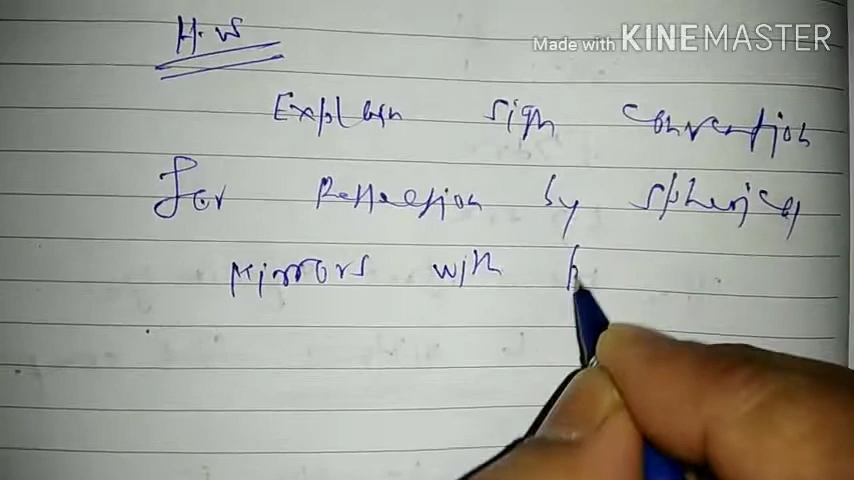 Made with KINEMASTER
H.W
Explain sign convention
for Reflection by spherical
Mirrors with